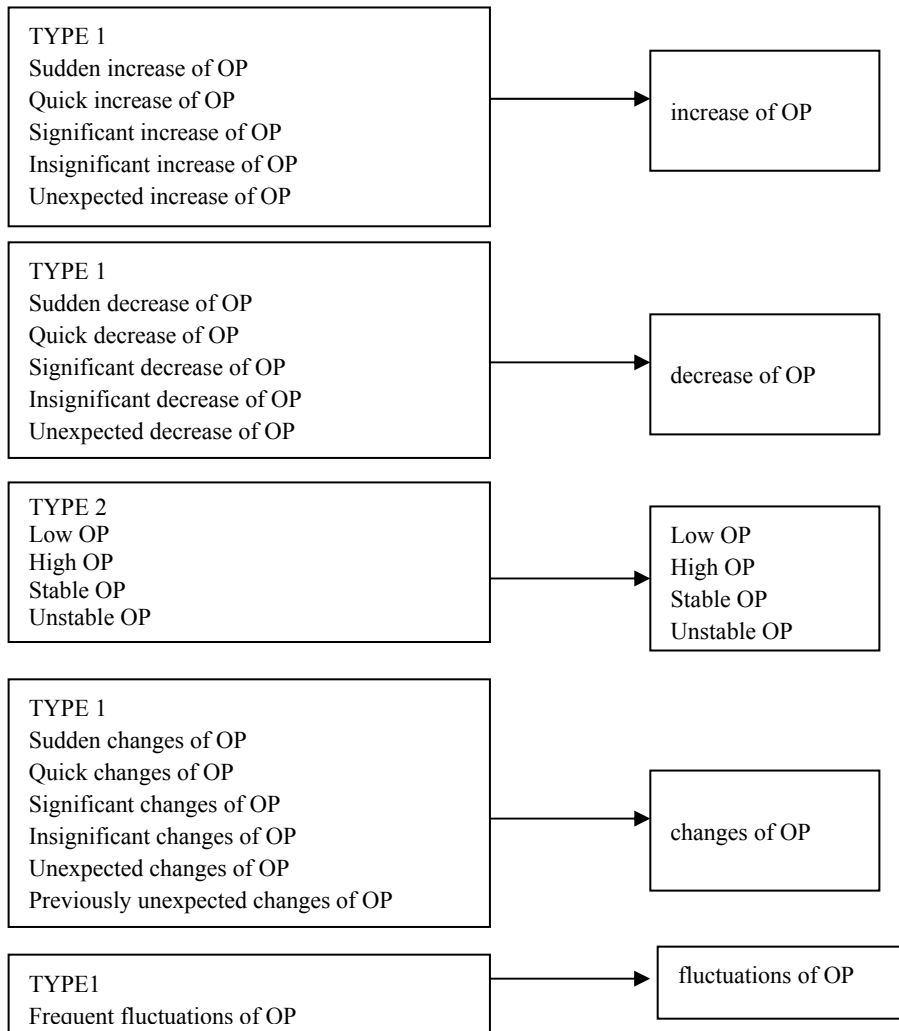 TYPE 1
Sudden increase of OP
Quick increase of OP
Significant increase of OP
Insignificant increase of OP
Unexpected increase of OP
increase of OP
TYPE 1
Sudden decrease of OP
Quick decrease of OP
Significant decrease of OP
Insignificant decrease of OP
Unexpected decrease of OP
decrease of OP
TYPE 2
Low OP
High OP
Stable OP
Unstable OP
Low OP
High OP
Stable OP
Unstable OP
TYPE 1
Sudden changes of OP
Quick changes of OP
Significant changes of OP
Insignificant changes of OP
Unexpected changes of OP
Previously unexpected changes of OP
changes of OP
TYPE1
Frequent fluctuations of OP
fluctuations of OP